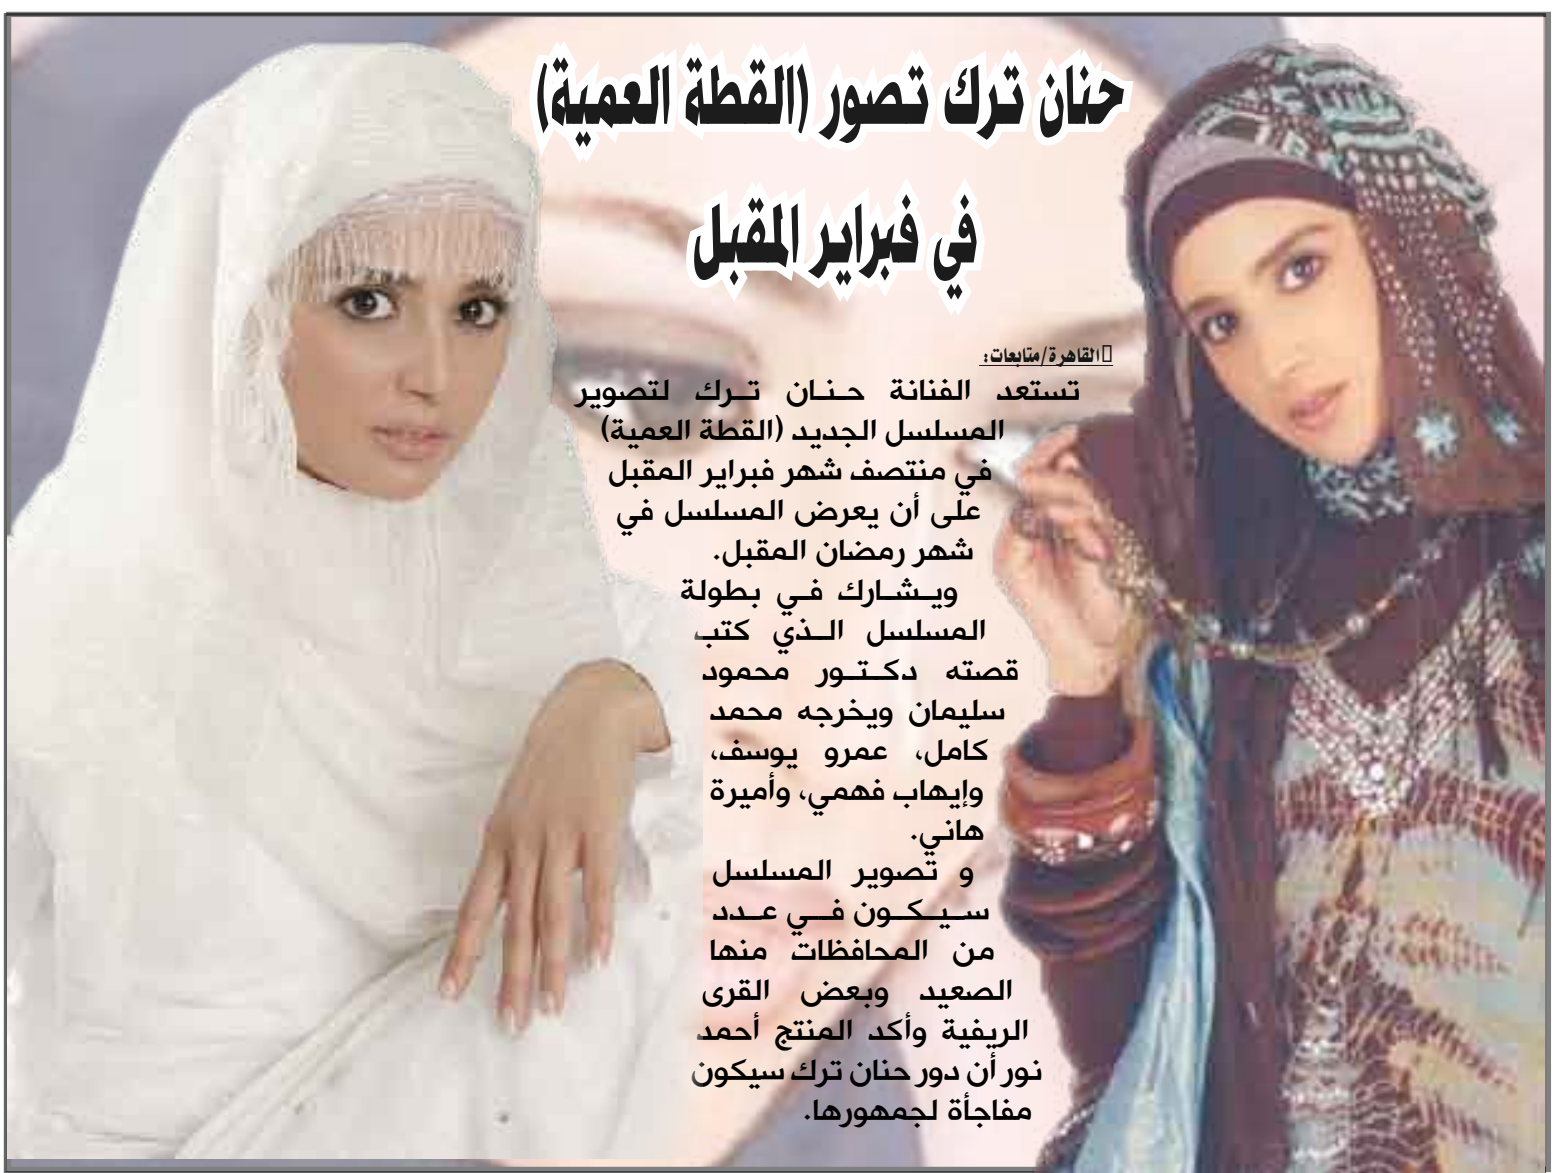 حنان ترك تصور (القطة العمية)
في فبراير المقبل
القاهرة/متابعات:
تستعد الفنانة حنان ترك لتصوير
المسلسل الجديد (القطة العمية)
في منتصف شهر فبراير المقبل
على أن يعرض المسلسل في
شهر رمضان المقبل.
ويشارك في بطولة
المسلسل الذي كتب
قصته دكتور محمود
سليمان ويخرجه محمد
كامل، عمرو يوسف،
وإيهاب فهمي، وأميرة
هاني.
و تصوير المسلسل
سيكون في عدد
من المحافظات منها
الصعيد وبعض القرى
الريفية وأكد المنتج أحمد
نور أن دور حنان ترك سيكون
مفاجأة لجمهورها.